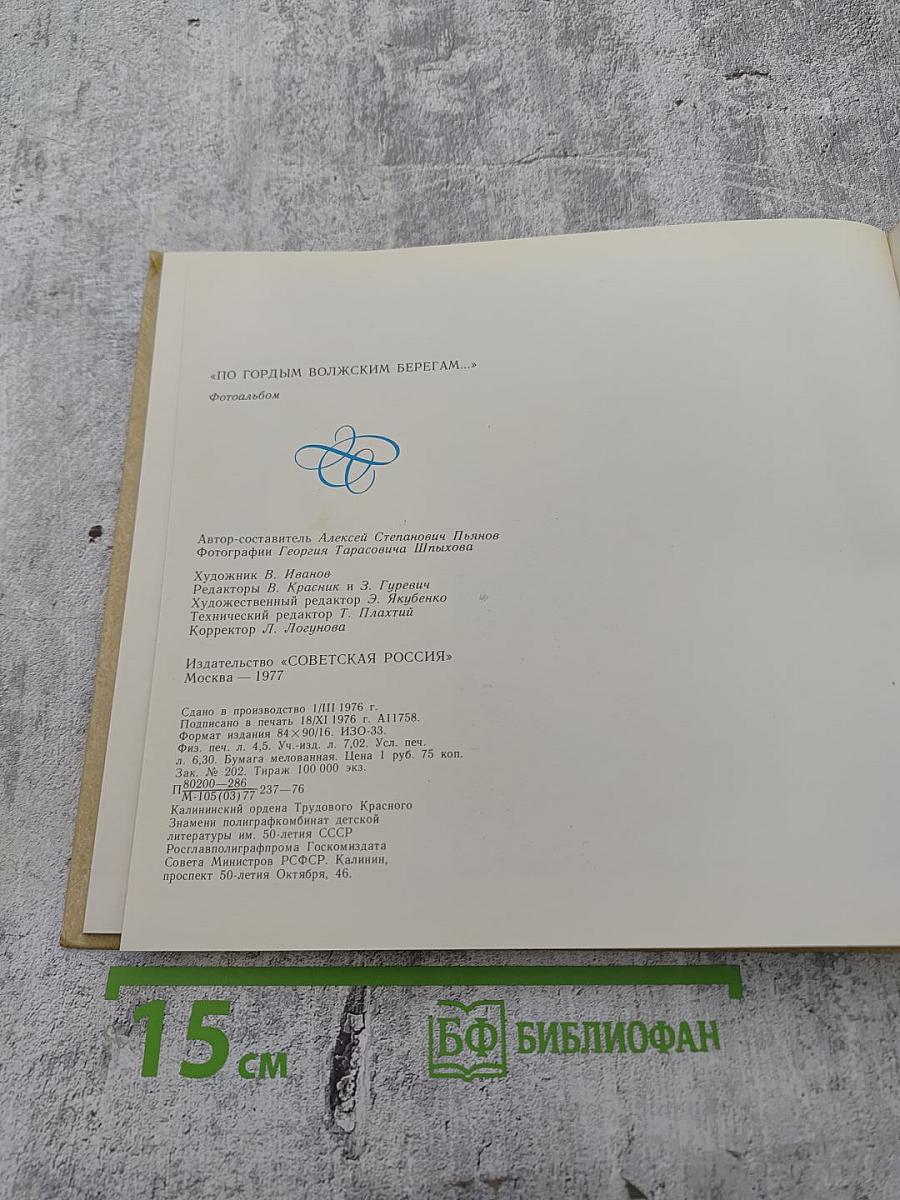 «ПО ГОРДЫМ ВОЛЖСКИМ БЕРЕГАМ...»
Фотоальбом
Автор-составитель Алексей Степанович Пьянов
Фотографии Георгия Тарасовича Шпыхова
Художник В. Иванов
Редакторы В. Красник и З. Гуревич
Художественный редактор Э. Якубенко
Технический редактор Т. Плахтий
Корректор Л. Логунова
Издательство «СОВЕТСКАЯ РОССИЯ»
Москва — 1977
Сдано в производство 1/III 1976 г.
Подписано в печать 18/XI 1976 г. А11758.
Формат издания 84×90/16. ИЗО-33.
Физ. печ. л. 4,5. Уч.-изд. л. 7,02. Усл. печ.
л. 6,30. Бумага мелованная. Цена 1 руб. 75 коп.
Зак. № 202. Тираж 100 000 экз.
80200—286
П 237—76
М-105(03)77
Калининский ордена Трудового Красного
Знамени полиграфкомбинат детской
литературы им. 50-летия СССР
Росглавполиграфпрома Госкомиздата
Совета Министров РСФСР. Калинин,
проспект 50-летия Октября, 46.
15 см
БФ БИБЛИОФАН